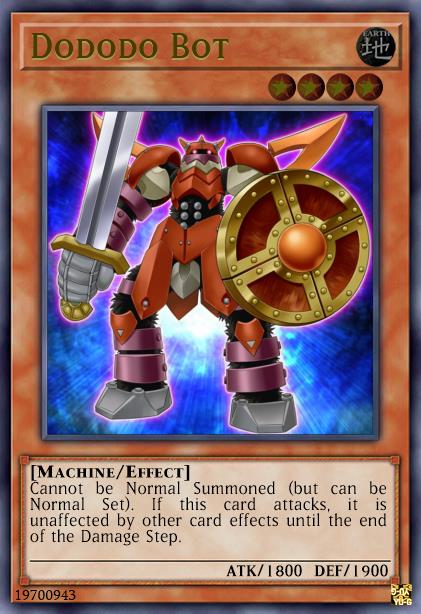 DODODO BOT
EARTH
地
[MACHINE/EFFECT]
Cannot be Normal Summoned (but can be
Normal Set). If this card attacks, it is
unaffected by other card effects until the end
of the Damage Step.
ATK/1800 DEF/1900
19700943